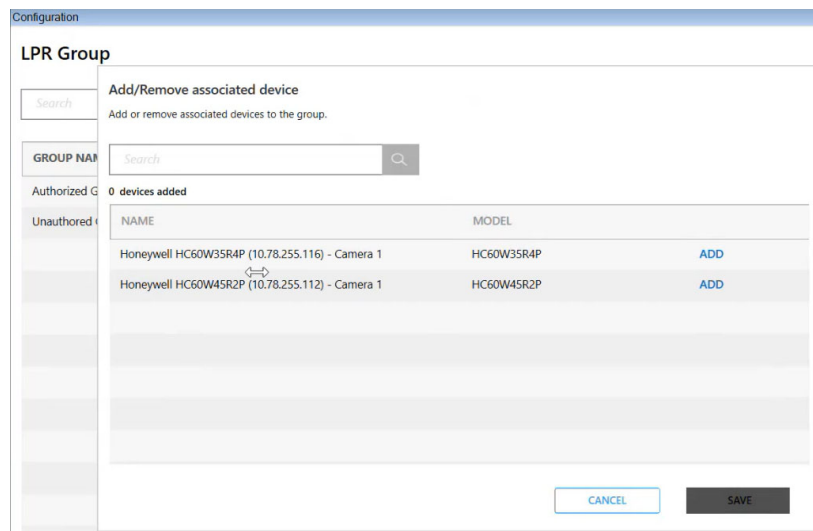 Configuration
LPR Group
Search
GROUP NAM
Authorized G
Unauthored
Add/Remove associated device
Add or remove associated devices to the group.
Search
0 devices added
NAME MODEL
Honeywell HC60W35R4P (10.78.255.116) - Camera 1 HC60W35R4P ADD
Honeywell HC60W45R2P (10.78.255.112) - Camera 1 HC60W45R2P ADD
CANCEL SAVE